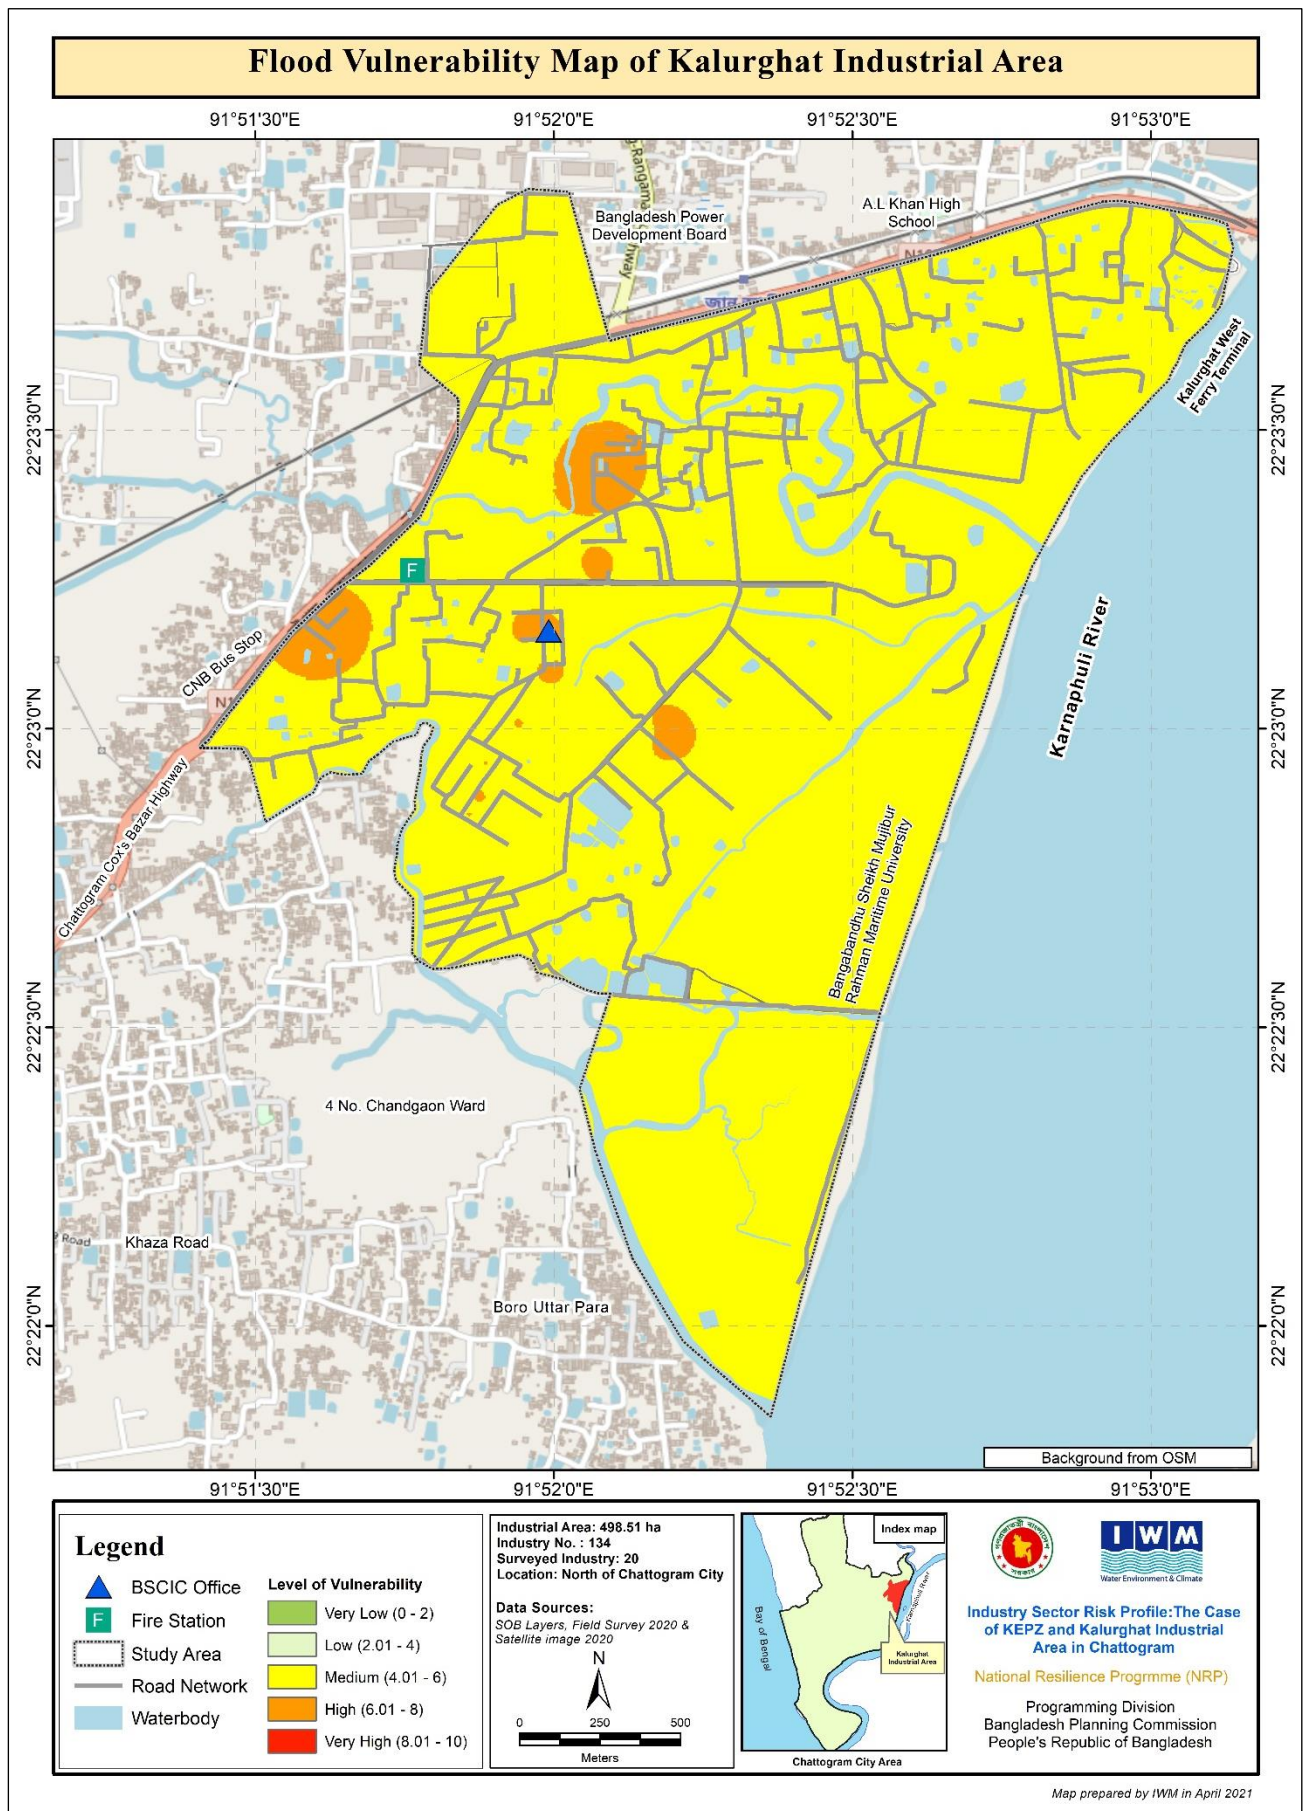 Flood Vulnerability Map of Kalurghat Industrial Area
91°51'30"E
91°52'0"E
91°52'30"E
91°53'0"E
Bangladesh Power
Development Board
A.L Khan High
School
Kalurghat West
Ferry Terminal
22°23'30"N
22°23'30"N
F
CNB Bus Stop
N1
Karnaphuli River
22°23'0"N
22°23'0"N
Chattogram Cox's Bazar Highway
Bangabandhu Sheikh Mujibur
Rahman Maritime University
22°22'30"N
22°22'30"N
4 No. Chandgaon Ward
Road
Khaza Road
Boro Uttar Para
22°22'0"N
22°22'0"N
Background from OSM
91°51'30"E
91°52'0"E
91°52'30"E
91°53'0"E
Legend
BSCIC Office
F Fire Station
Study Area
Road Network
Waterbody
Level of Vulnerability
Very Low (0 - 2)
Low (2.01 - 4)
Medium (4.01 - 6)
High (6.01 - 8)
Very High (8.01 - 10)
Industrial Area: 498.51 ha
Industry No. : 134
Surveyed Industry: 20
Location: North of Chattogram City
Data Sources:
SOB Layers, Field Survey 2020 &
Satellite image 2020
N
0 250 500
Meters
Index map
Bay of Bengal
Karnaphuli River
Kalurghat
Industrial Area
Chattogram City Area
IWM
Water Environment & Climate
Industry Sector Risk Profile:The Case
of KEPZ and Kalurghat Industrial
Area in Chattogram
National Resilience Progrmme (NRP)
Programming Division
Bangladesh Planning Commission
People's Republic of Bangladesh
Map prepared by IWM in April 2021